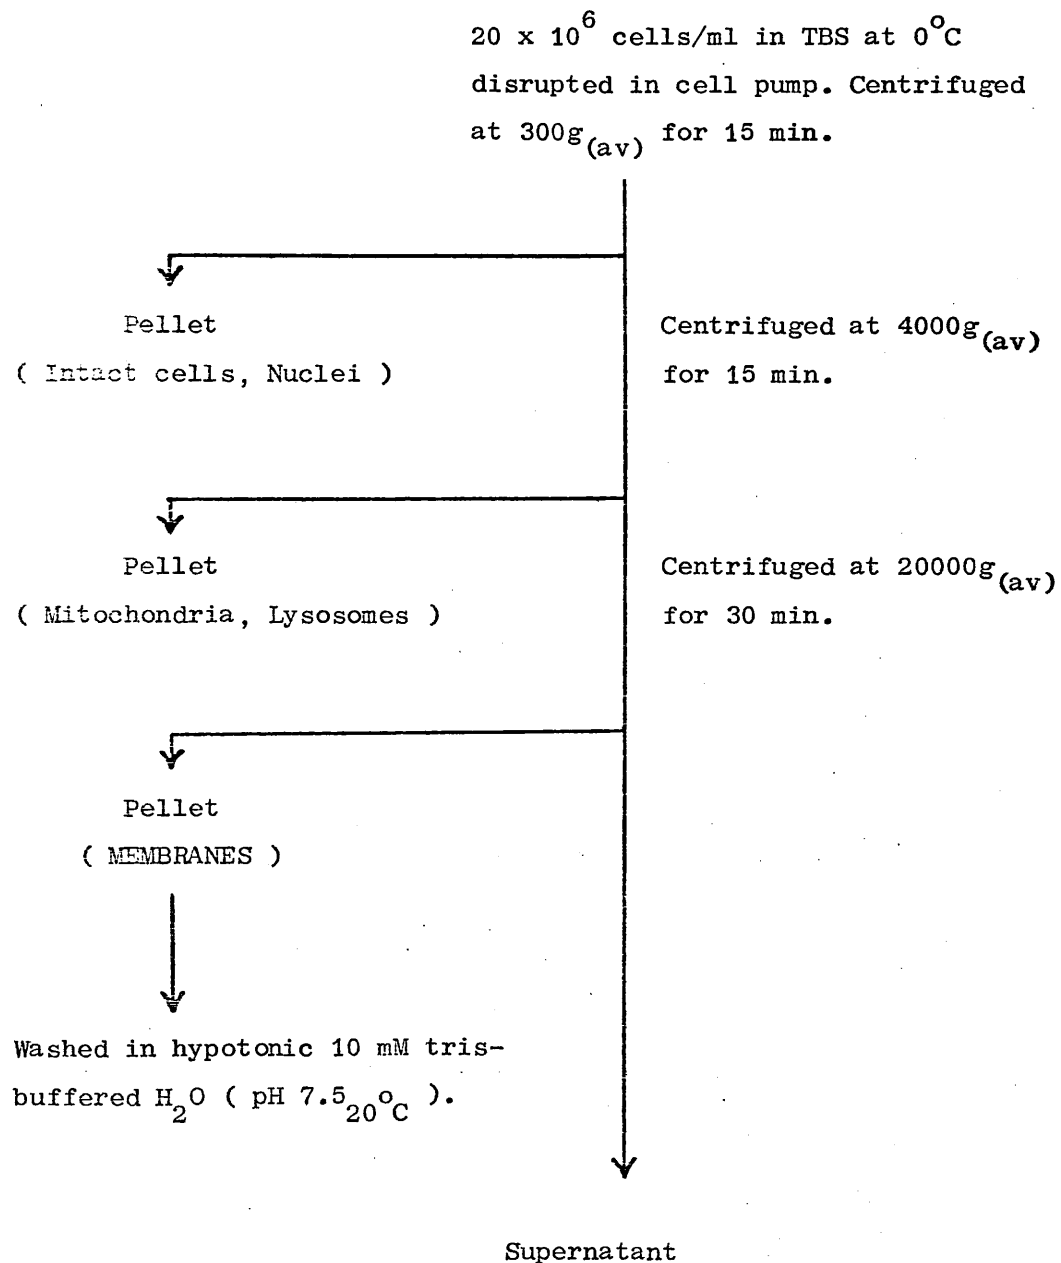 20 x 10⁶ cells/ml in TBS at 0°C
disrupted in cell pump. Centrifuged
at 300g(av) for 15 min.
Pellet
( Intact cells, Nuclei )
Centrifuged at 4000g(av)
for 15 min.
Pellet
( Mitochondria, Lysosomes )
Centrifuged at 20000g(av)
for 30 min.
Pellet
( MEMBRANES )
Washed in hypotonic 10 mM tris-
buffered H₂O ( pH 7.5₂₀°C ).
Supernatant